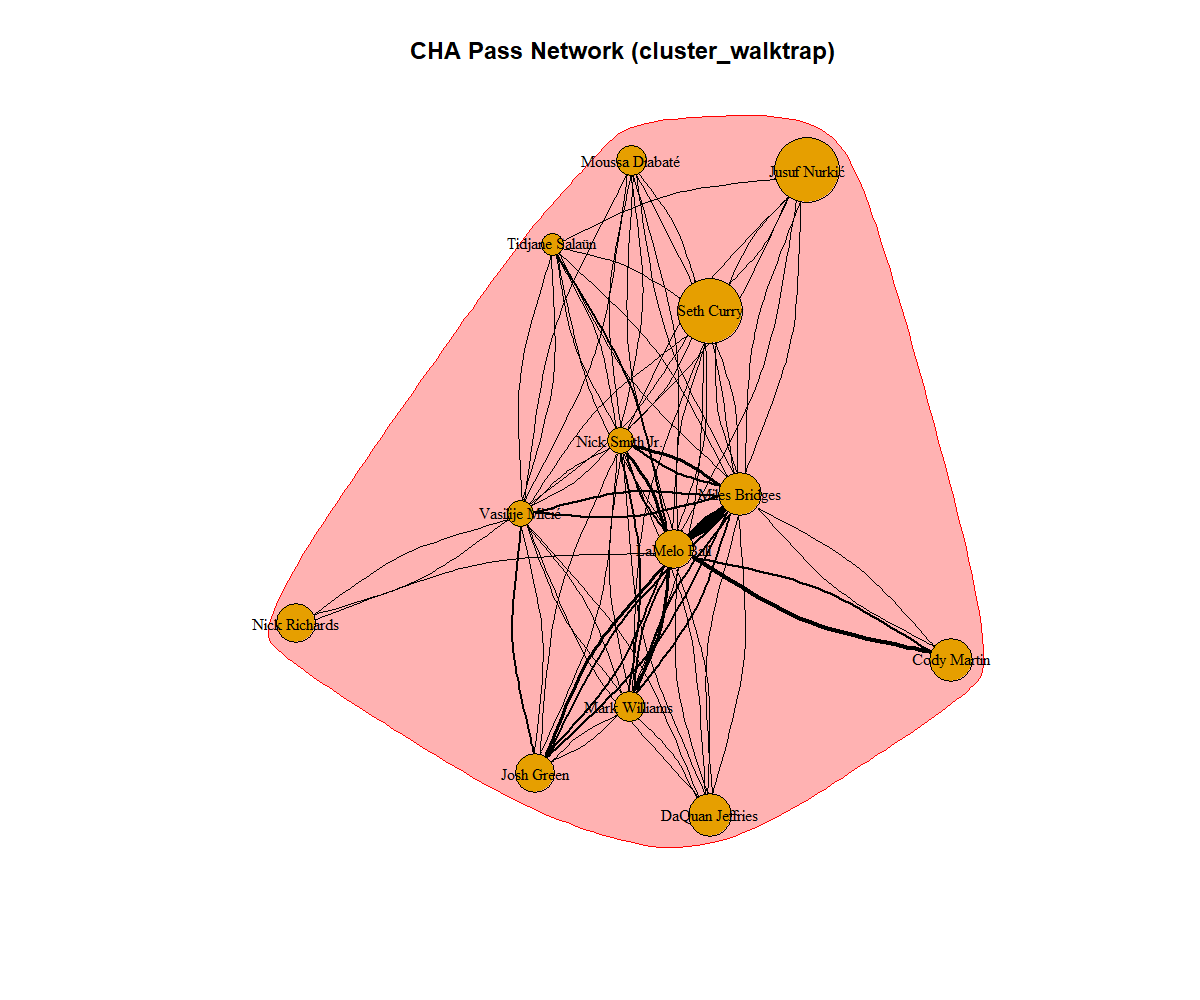 CHA Pass Network (cluster_walktrap)
Moussa Diabaté
Jusuf Nurkić
Tidjane Salaün
Seth Curry
Nick Smith Jr.
Miles Bridges
Vasilije Micić
LaMelo Ball
Nick Richards
Cody Martin
Mark Williams
Josh Green
DaQuan Jeffries